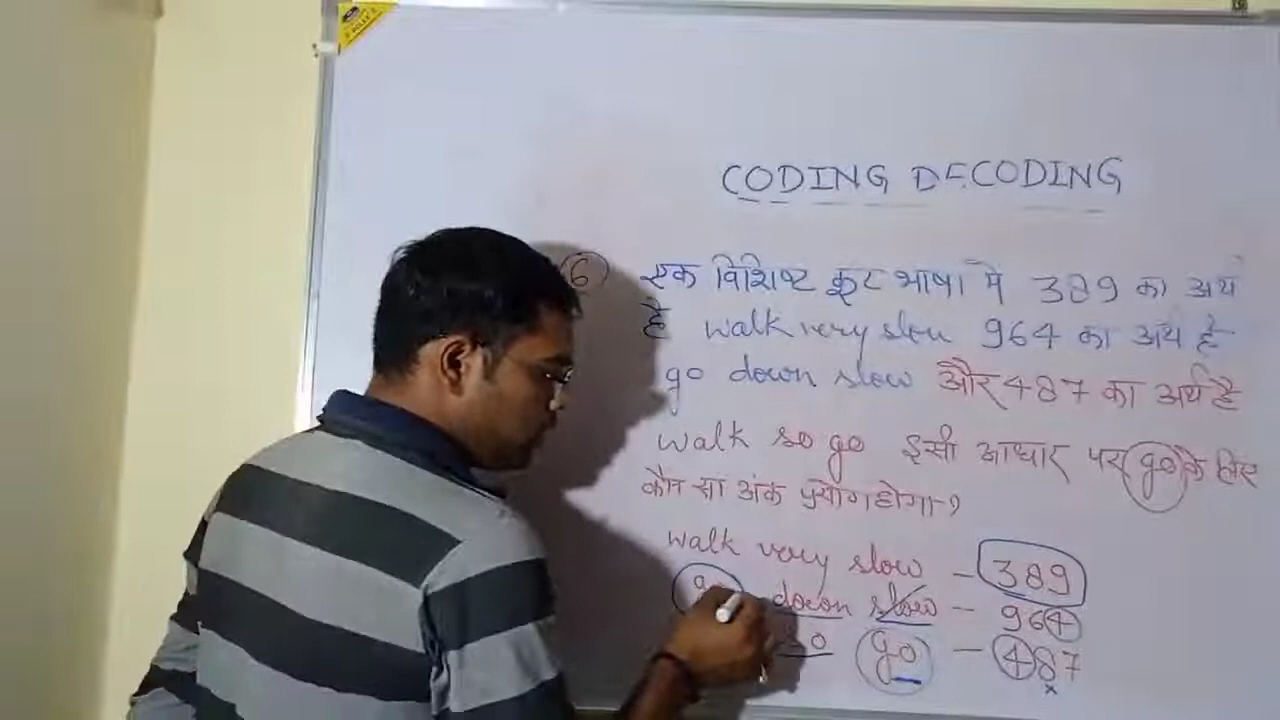 CODING DECODING
6 एक विशिष्ट कूट भाषा मे 389 का अर्थ
है walk very slow 964 का अर्थ है
go down slow और 487 का अर्थ है
walk so go इसी आधार पर go के लिए
कौन सा अंक प्रयोग होगा?
walk very slow - 389
down slow - 964
go - 487
x